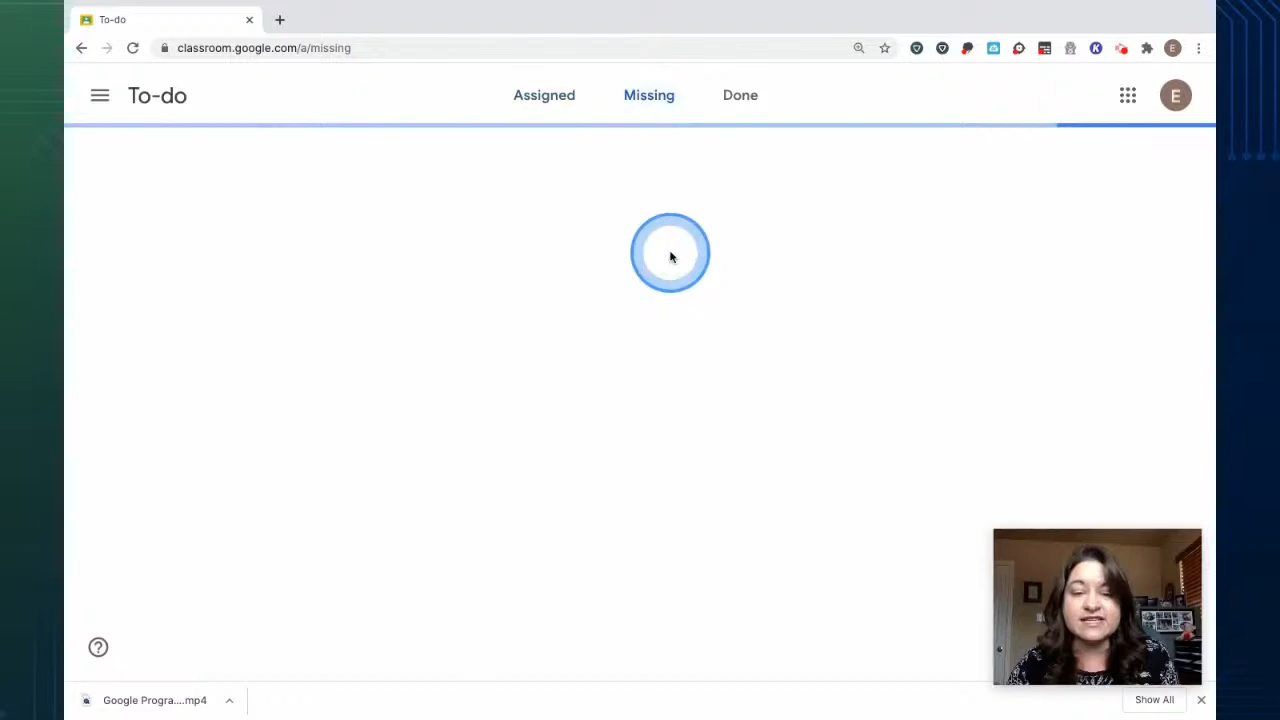 To-do
classroom.google.com/a/missing
E
K
To-do
Assigned
Missing
Done
E
Google Progra....mp4
Show All